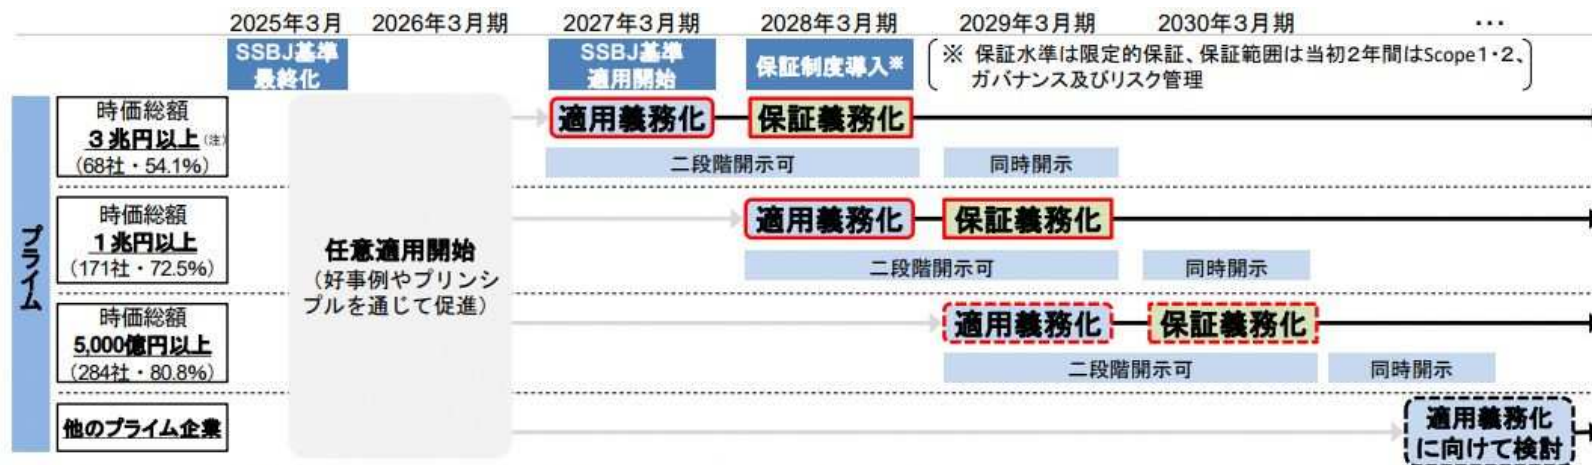 2025年3月 2026年3月期 2027年3月期 2028年3月期 2029年3月期 2030年3月期 …
SSBJ基準
最終化
SSBJ基準
適用開始
保証制度導入※
※ 保証水準は限定的保証、保証範囲は当初2年間はScope1・2、
ガバナンス及びリスク管理
プライム
時価総額
3兆円以上(注)
(68社・54.1%)
適用義務化
保証義務化
二段階開示可
同時開示
時価総額
1兆円以上
(171社・72.5%)
適用義務化
保証義務化
二段階開示可
同時開示
任意適用開始
(好事例やプリンシ
プルを通じて促進)
時価総額
5,000億円以上
(284社・80.8%)
適用義務化
保証義務化
二段階開示可
同時開示
他のプライム企業
適用義務化
に向けて検討